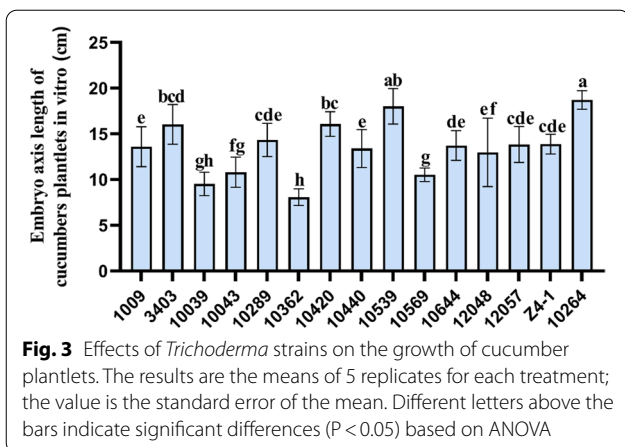 Embryo axis length of
cucumbers plantlets in vitro (cm)
25
20
15
10
5
0
e
bcd
gh
fg
cde
h
bc
e
ab
g
de
ef
cde
cde
a
1009
3403
10039
10043
10289
10362
10420
10440
10539
10569
10644
12048
12057
Z4-1
10264
Fig. 3 Effects of Trichoderma strains on the growth of cucumber
plantlets. The results are the means of 5 replicates for each treatment;
the value is the standard error of the mean. Different letters above the
bars indicate significant differences (P < 0.05) based on ANOVA